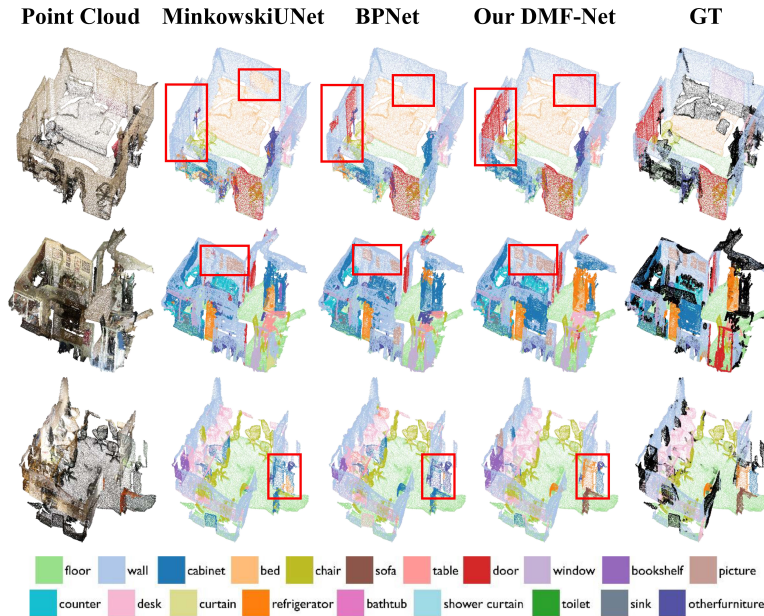 Point Cloud MinkowskiUNet BPNet Our DMF-Net GT
floor wall cabinet bed chair sofa table door window bookshelf picture
counter desk curtain refrigerator bathtub shower curtain toilet sink otherfurniture